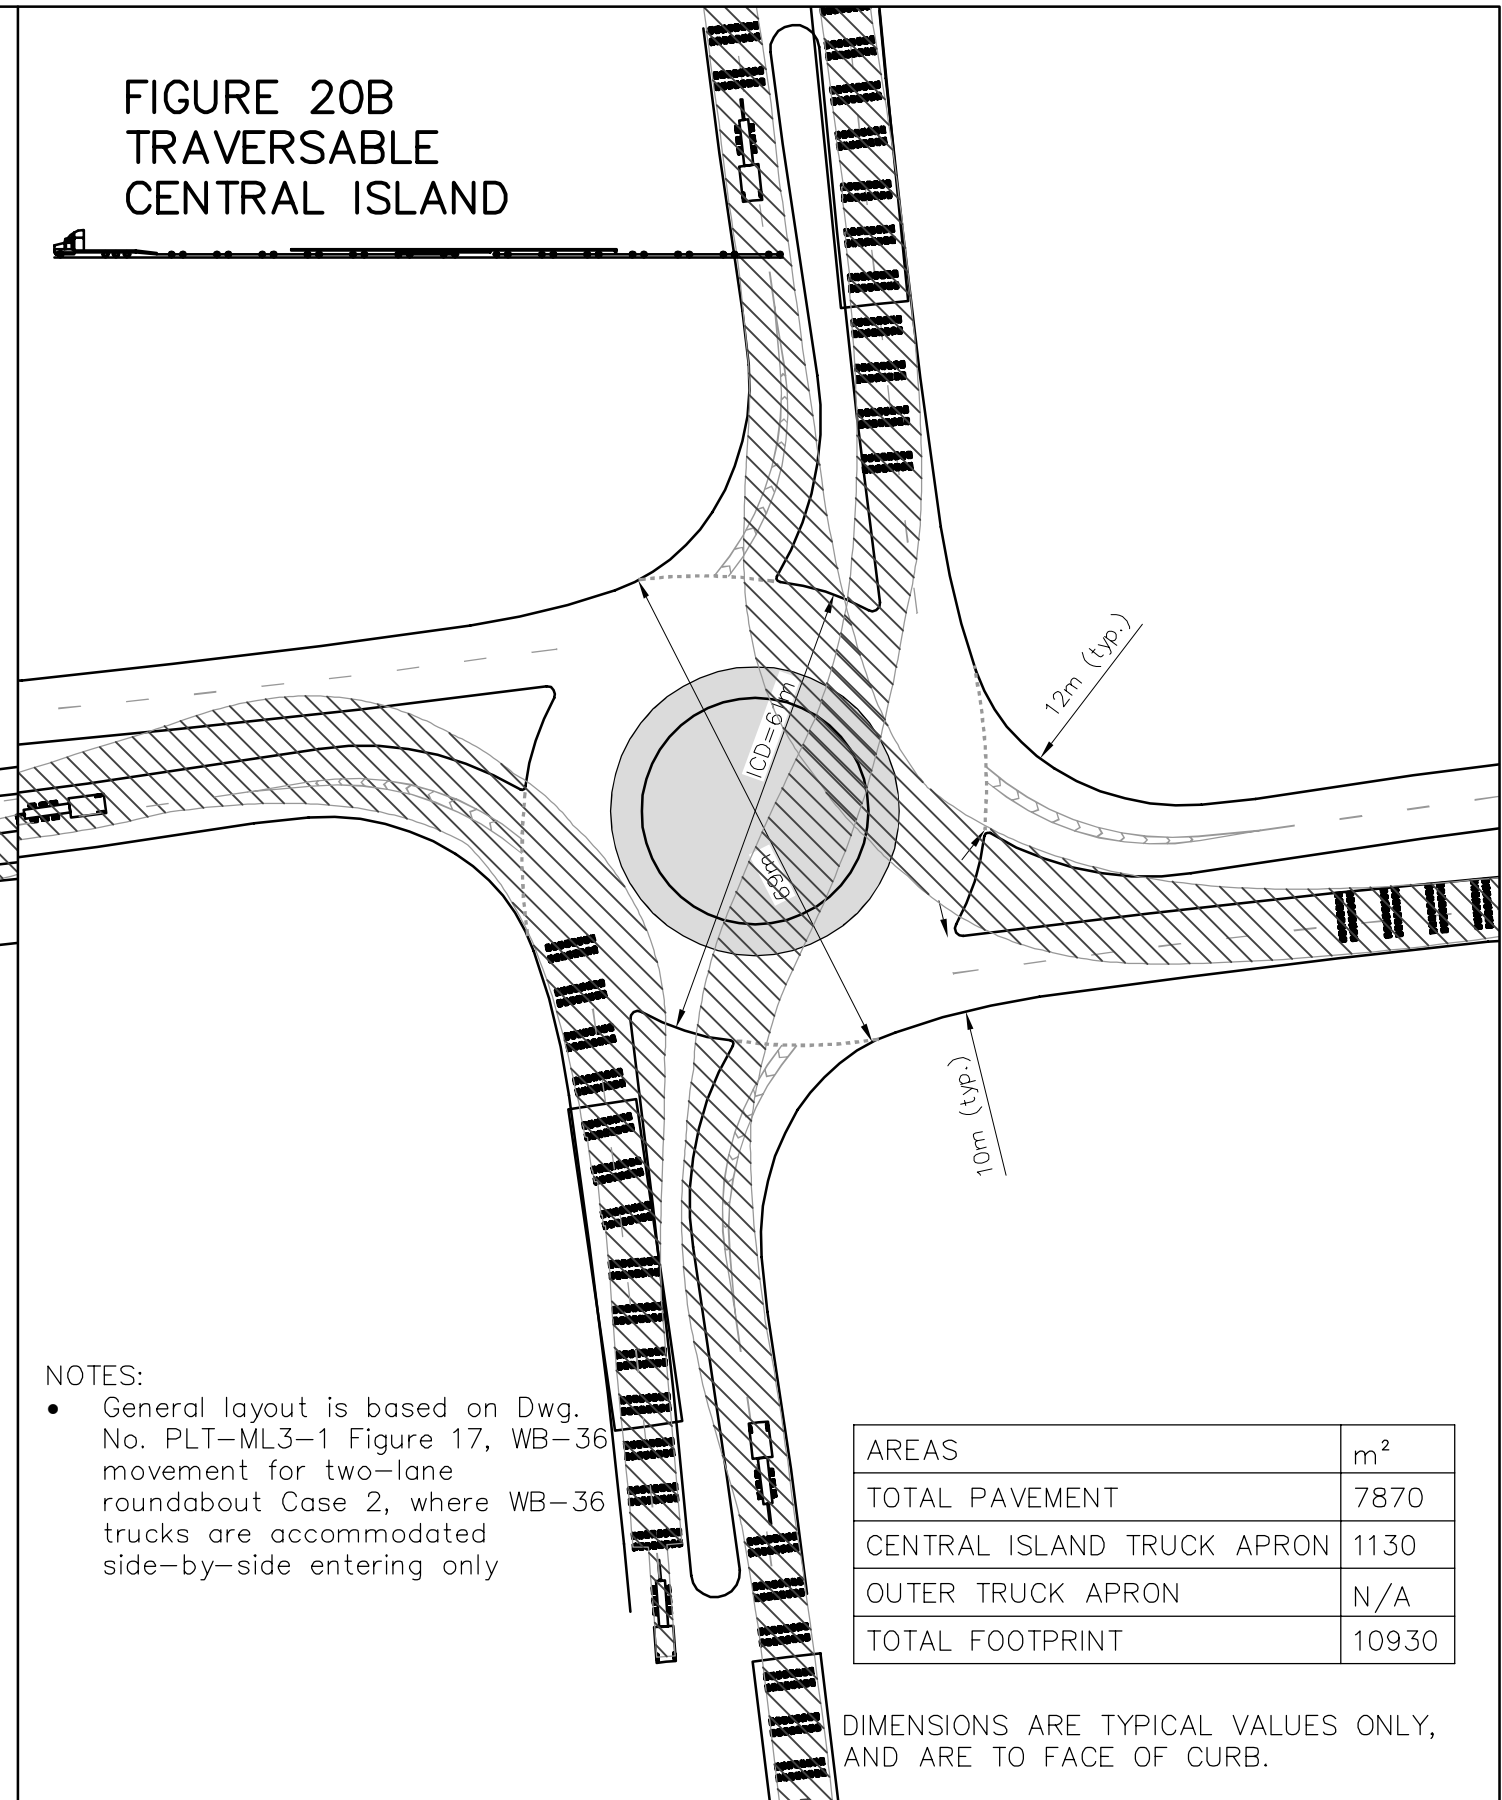 FIGURE 20B
TRAVERSABLE
CENTRAL ISLAND
12m (typ.)
ICD=61m
69m
10m (typ.)
NOTES:
• General layout is based on Dwg.
No. PLT-ML3-1 Figure 17, WB-36
movement for two-lane
roundabout Case 2, where WB-36
trucks are accommodated
side-by-side entering only
AREAS m²
TOTAL PAVEMENT 7870
CENTRAL ISLAND TRUCK APRON 1130
OUTER TRUCK APRON N/A
TOTAL FOOTPRINT 10930
DIMENSIONS ARE TYPICAL VALUES ONLY,
AND ARE TO FACE OF CURB.